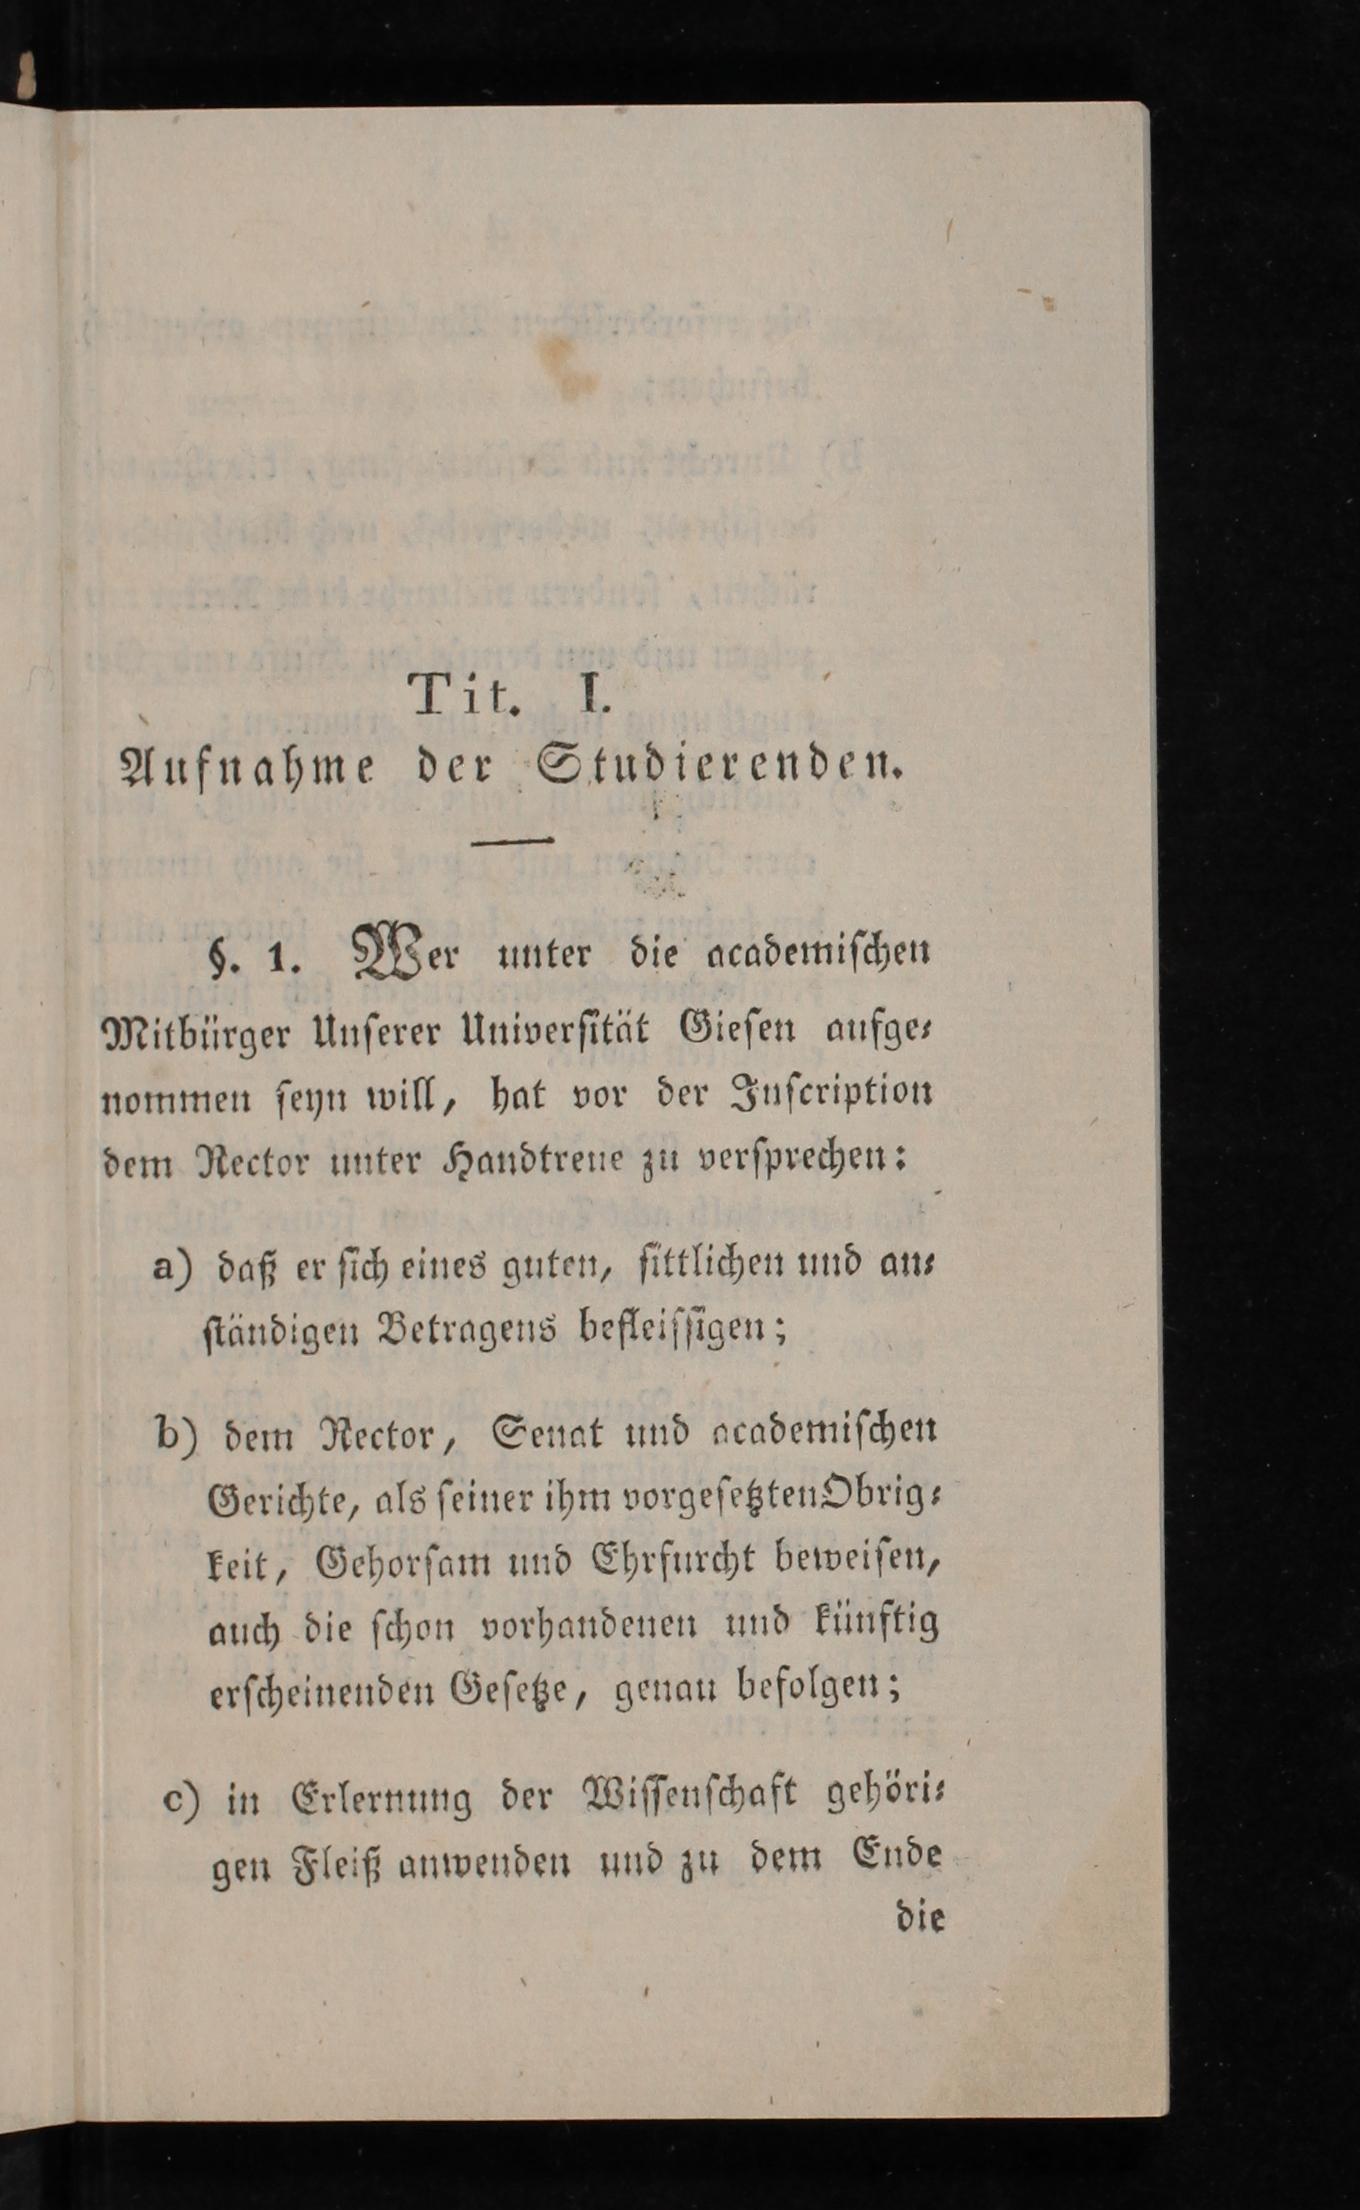 Tit. I.
Aufnahme der Studierenden.
§. 1. Wer unter die academiſchen
Mitbürger Unſerer Univerſität Gieſen aufge⸗
nommen ſeyn will, hat vor der Inſcription
dem Rector unter Handtreue zu verſprechen:
a) daß er ſich eines guten, ſittlichen und an⸗
ſtändigen Betragens befleiſſigen;
b) dem Rector, Senat und academiſchen
Gerichte, als ſeiner ihm vorgeſetzten Obrig⸗
keit, Gehorſam und Ehrfurcht beweiſen,
auch die ſchon vorhandenen und künftig
erſcheinenden Geſetze, genau befolgen;
c) in Erlernung der Wiſſenſchaft gehöri⸗
gen Fleiß anwenden und zu dem Ende
die